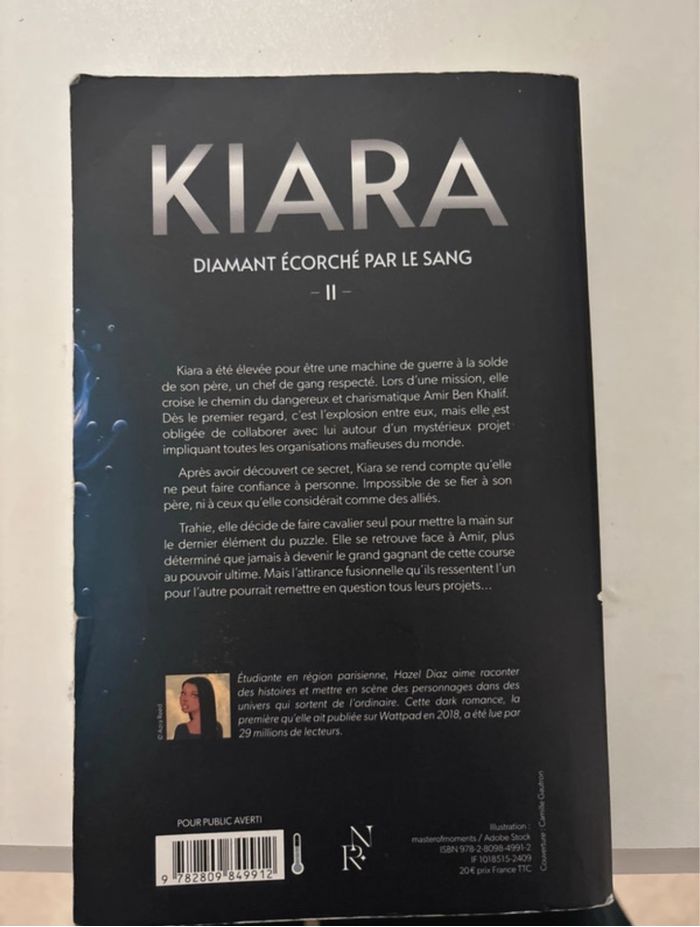 KIARA
DIAMANT ÉCORCHÉ PAR LE SANG
– II –
Kiara a été élevée pour être une machine de guerre à la solde
de son père, un chef de gang respecté. Lors d'une mission, elle
croise le chemin du dangereux et charismatique Amir Ben Khalif.
Dès le premier regard, c'est l'explosion entre eux, mais elle est
obligée de collaborer avec lui autour d'un mystérieux projet
impliquant toutes les organisations mafieuses du monde.
Après avoir découvert ce secret, Kiara se rend compte qu'elle
ne peut faire confiance à personne. Impossible de se fier à son
père, ni à ceux qu'elle considérait comme des alliés.
Trahie, elle décide de faire cavalier seul pour mettre la main sur
le dernier élément du puzzle. Elle se retrouve face à Amir, plus
déterminé que jamais à devenir le grand gagnant de cette course
au pouvoir ultime. Mais l'attirance fusionnelle qu'ils ressentent l'un
pour l'autre pourrait remettre en question tous leurs projets...
Étudiante en région parisienne, Hazel Diaz aime raconter
des histoires et mettre en scène des personnages dans des
univers qui sortent de l'ordinaire. Cette dark romance, la
première qu'elle ait publiée sur Wattpad en 2018, a été lue par
29 millions de lecteurs.
© Azra Reed
POUR PUBLIC AVERTI
9 782809 849912
RN
Illustration :
masterofmoments / Adobe Stock
ISBN 978-2-8098-4991-2
IF 1018515-2409
20 € prix France TTC
Couverture : Camille Gautron